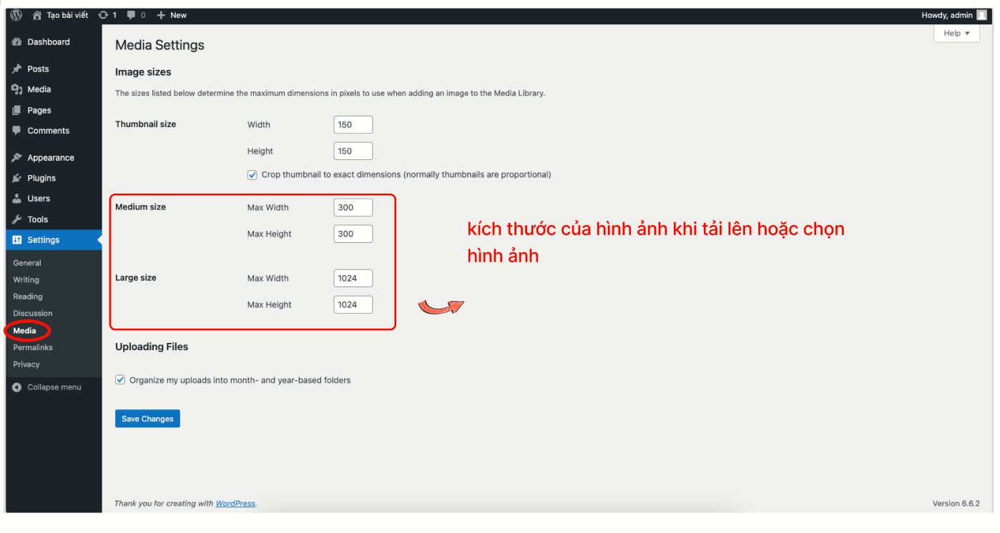 Tạo bài viết 1 0 New Howdy, admin
Help
Dashboard
Posts
Media
Pages
Comments
Appearance
Plugins
Users
Tools
Settings
General
Writing
Reading
Discussion
Media
Permalinks
Privacy
Collapse menu
Media Settings
Image sizes
The sizes listed below determine the maximum dimensions in pixels to use when adding an image to the Media Library.
Thumbnail size Width 150
Height 150
Crop thumbnail to exact dimensions (normally thumbnails are proportional)
Medium size Max Width 300
Max Height 300
Large size Max Width 1024
Max Height 1024
kích thước của hình ảnh khi tải lên hoặc chọn
hình ảnh
Uploading Files
Organize my uploads into month- and year-based folders
Save Changes
Thank you for creating with WordPress. Version 6.6.2